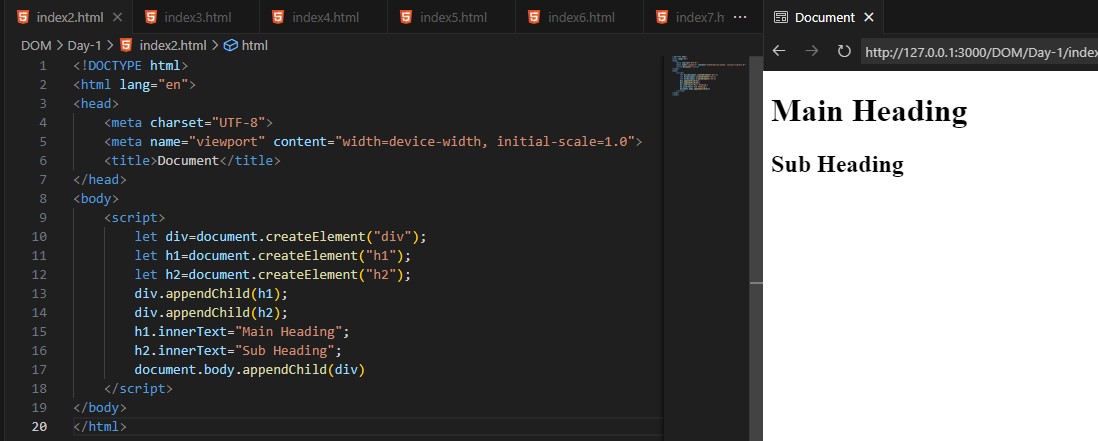 index2.html
index3.html
index4.html
index5.html
index6.html
index7.h
DOM > Day-1 > index2.html > html
1 <!DOCTYPE html>
2 <html lang="en">
3 <head>
4     <meta charset="UTF-8">
5     <meta name="viewport" content="width=device-width, initial-scale=1.0">
6     <title>Document</title>
7 </head>
8 <body>
9     <script>
10         let div=document.createElement("div");
11         let h1=document.createElement("h1");
12         let h2=document.createElement("h2");
13         div.appendChild(h1);
14         div.appendChild(h2);
15         h1.innerText="Main Heading";
16         h2.innerText="Sub Heading";
17         document.body.appendChild(div)
18     </script>
19 </body>
20 </html>
Document
http://127.0.0.1:3000/DOM/Day-1/index
Main Heading
Sub Heading